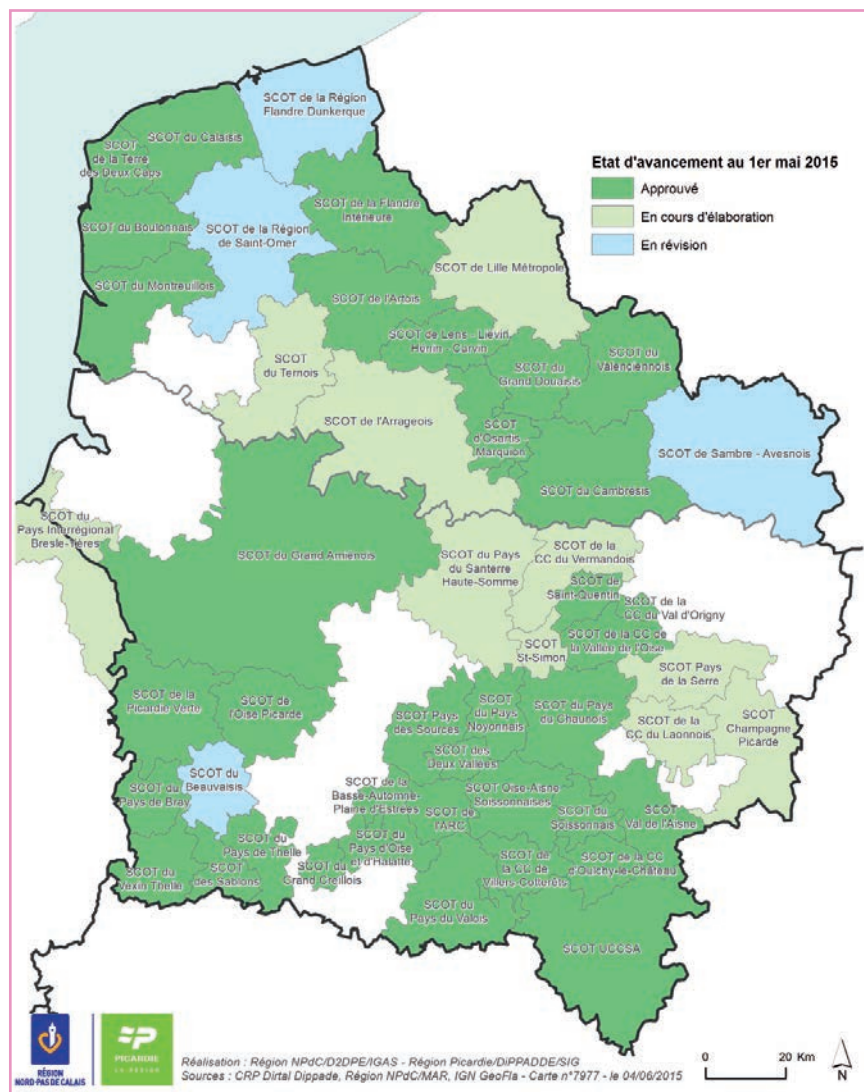 SCOT de la Région
Flandre Dunkerque
SCOT du Calaisis
SCOT
de la Terre
des Deux Caps
Etat d'avancement au 1er mai 2015
Approuvé
En cours d'élaboration
En révision
SCOT de la Flandre
Intérieure
SCOT du Boulonnais
SCOT de la Région
de Saint-Omer
SCOT de Lille Métropole
SCOT du Montreuillois
SCOT de l'Artois
SCOT de Lens - Liévin
Hénin - Carvin
SCOT
du Ternois
SCOT du
Grand Douaisis
SCOT du
Valenciennois
SCOT de l'Arrageois
SCOT
d'Osartis
Marquion
SCOT de Sambre - Avesnois
SCOT du Cambrésis
SCOT du
Pays Interrégional
Bresle-Yères
SCOT du Grand Amiénois
SCOT du Pays
du Santerre
Haute-Somme
SCOT de la
CC du Vermandois
SCOT de
Saint-Quentin
SCOT de la
CC du Val d'Origny
SCOT de la CC de
la Vallée de l'Oise
SCOT
St-Simon
SCOT Pays
de la Serre
SCOT de la
Picardie Verte
SCOT de
l'Oise Picarde
SCOT Pays
des Sources
SCOT
du Pays
Noyonnais
SCOT du Pays
du Chaunois
SCOT de la
CC du Laonnois
SCOT
Champagne
Picarde
SCOT des
Deux Vallées
SCOT du
Beauvaisis
SCOT du
Pays de Bray
SCOT de la
Basse-Automne-
Plaine d'Estrées
SCOT Oise-Aisne
Soissonnaises
SCOT de
l'ARC
SCOT du
Soissonnais
SCOT
Val de l'Aisne
SCOT du
Pays de Thelle
SCOT du
Pays d'Oise
et d'Halatte
SCOT du
Vexin Thelle
SCOT
des Sablons
SCOT du
Grand Creillois
SCOT de
la CC de
Villers-Cotterêts
SCOT de la CC
d'Oulchy-le-Château
SCOT du
Pays du Valois
SCOT UCCSA
RÉGION
NORD-PAS DE CALAIS
PICARDIE
LA RÉGION
Réalisation : Région NPdC/D2DPE/IGAS - Région Picardie/DiPPADDE/SIG
Sources : CRP Dirtal Dippade, Région NPdC/MAR, IGN GeoFla - Carte n°7977 - le 04/06/2015
0 20 Km
N